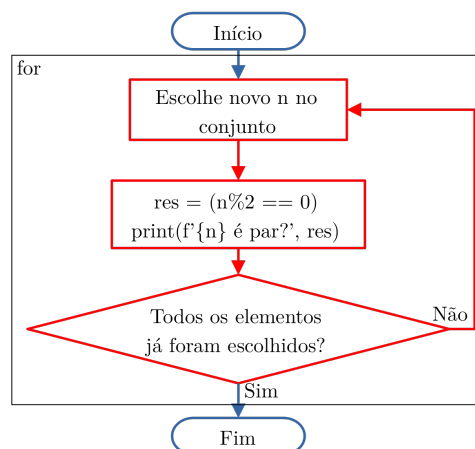 Início
for
Escolhe novo n no
conjunto
res = (n%2 == 0)
print(f'{n} é par?', res)
Todos os elementos
já foram escolhidos?
Não
Sim
Fim